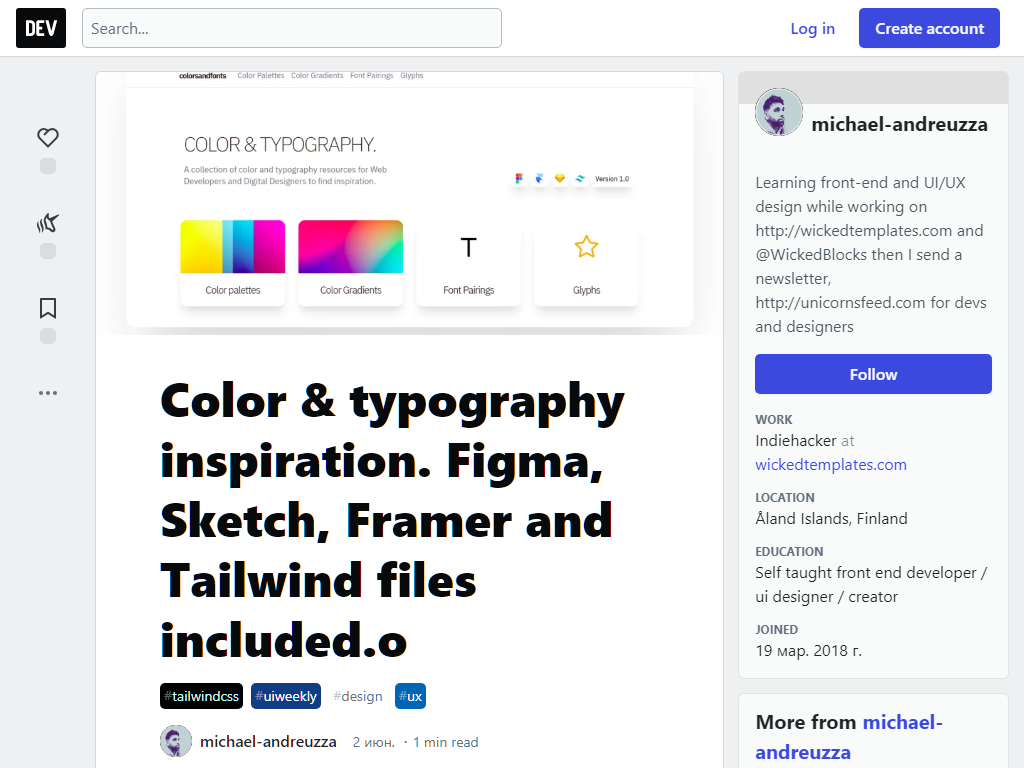 DEV
Search...
Log in
Create account
colorsandfonts Color Palettes Color Gradients Font Pairings Glyphs
COLOR & TYPOGRAPHY.
A collection of color and typography resources for Web
Developers and Digital Designers to find inspiration.
Version 1.0
T
Color palettes
Color Gradients
Font Pairings
Glyphs
Color & typography
inspiration. Figma,
Sketch, Framer and
Tailwind files
included.o
#tailwindcss #uiweekly #design #ux
michael-andreuzza 2 июн. · 1 min read
michael-andreuzza
Learning front-end and UI/UX
design while working on
http://wickedtemplates.com and
@WickedBlocks then I send a
newsletter,
http://unicornsfeed.com for devs
and designers
Follow
WORK
Indiehacker at
wickedtemplates.com
LOCATION
Åland Islands, Finland
EDUCATION
Self taught front end developer /
ui designer / creator
JOINED
19 мар. 2018 г.
More from michael-
andreuzza